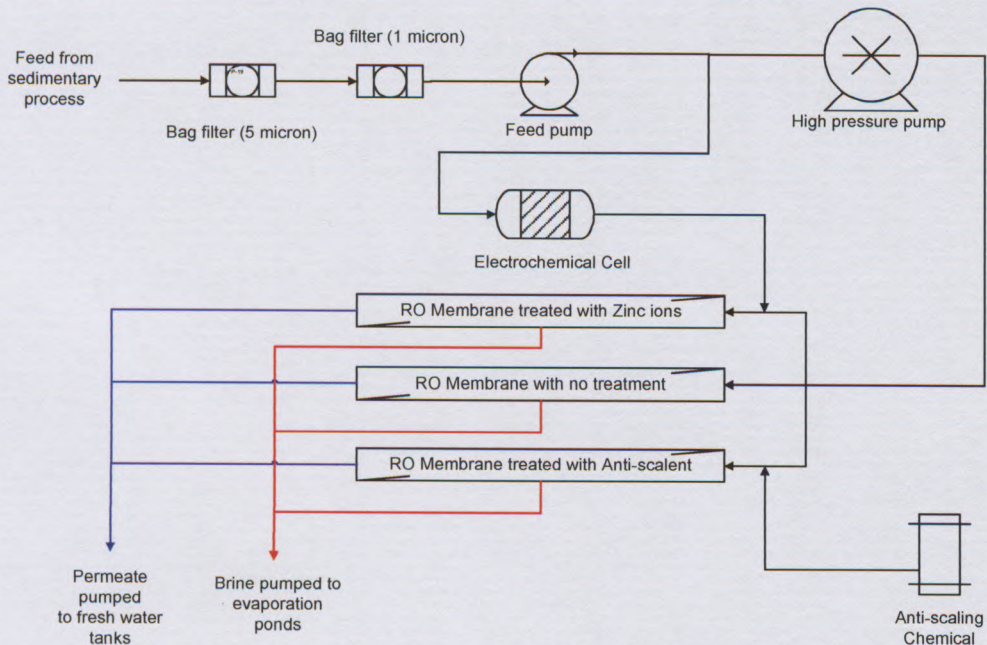 Bag filter (1 micron)
Feed from
sedimentary
process
Bag filter (5 micron)
Feed pump
High pressure pump
Electrochemical Cell
RO Membrane treated with Zinc ions
RO Membrane with no treatment
RO Membrane treated with Anti-scalent
Permeate
pumped
to fresh water
tanks
Brine pumped to
evaporation
ponds
Anti-scaling
Chemical